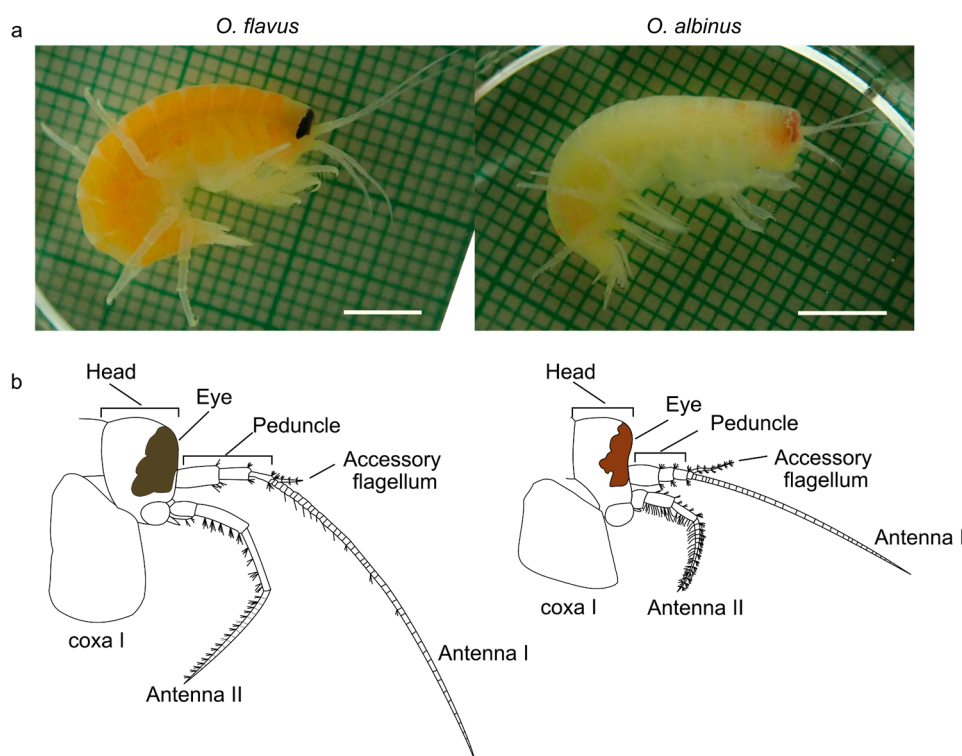 a
O. flavus
O. albinus
b
Head
Eye
Peduncle
Accessory
flagellum
coxa I
Antenna II
Antenna I
Head
Eye
Peduncle
Accessory
flagellum
Antenna I
coxa I
Antenna II